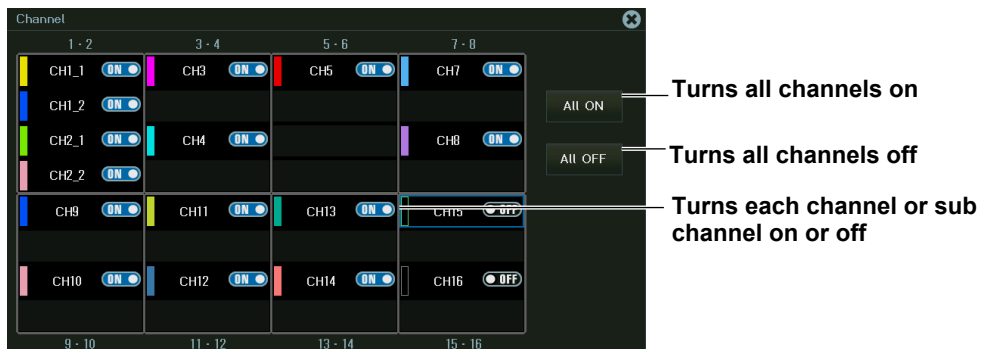 Channel
1 - 2 3 - 4 5 - 6 7 - 8
CH1_1 ON CH3 ON CH5 ON CH7 ON
CH1_2 ON
CH2_1 ON CH4 ON CH8 ON
CH2_2 ON
CH9 ON CH11 ON CH13 ON CH15 OFF
CH10 ON CH12 ON CH14 ON CH16 OFF
9 - 10 11 - 12 13 - 14 15 - 16
All ON
All OFF
Turns all channels on
Turns all channels off
Turns each channel or sub
channel on or off